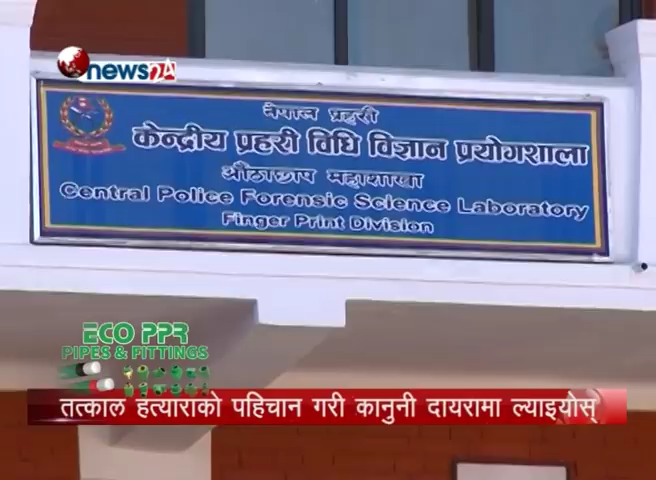 news24
नेपाल प्रहरी
केन्द्रीय प्रहरी विधि विज्ञान प्रयोगशाला
औंठाछाप महाशाखा
Central Police Forensic Science Laboratory
Finger Print Division
ECO PPR
PIPES & PITTINGS
तत्काल हत्याराको पहिचान गरी कानुनी दायरामा ल्याइयोस्